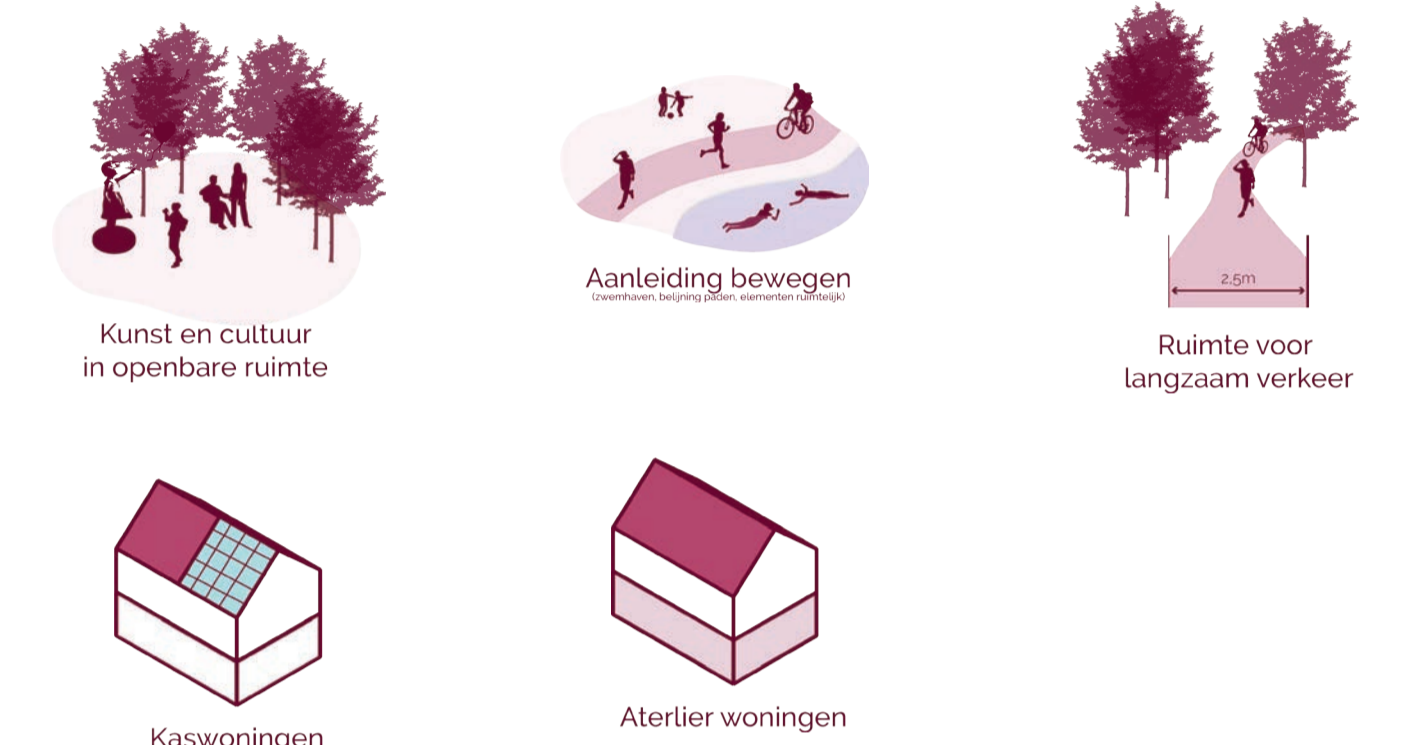 Kunst en cultuur
in openbare ruimte
Aanleiding bewegen
(zwemhaven, belijning paden, elementen ruimtelijk)
2,5m
Ruimte voor
langzaam verkeer
Kaswoningen
Aterlier woningen